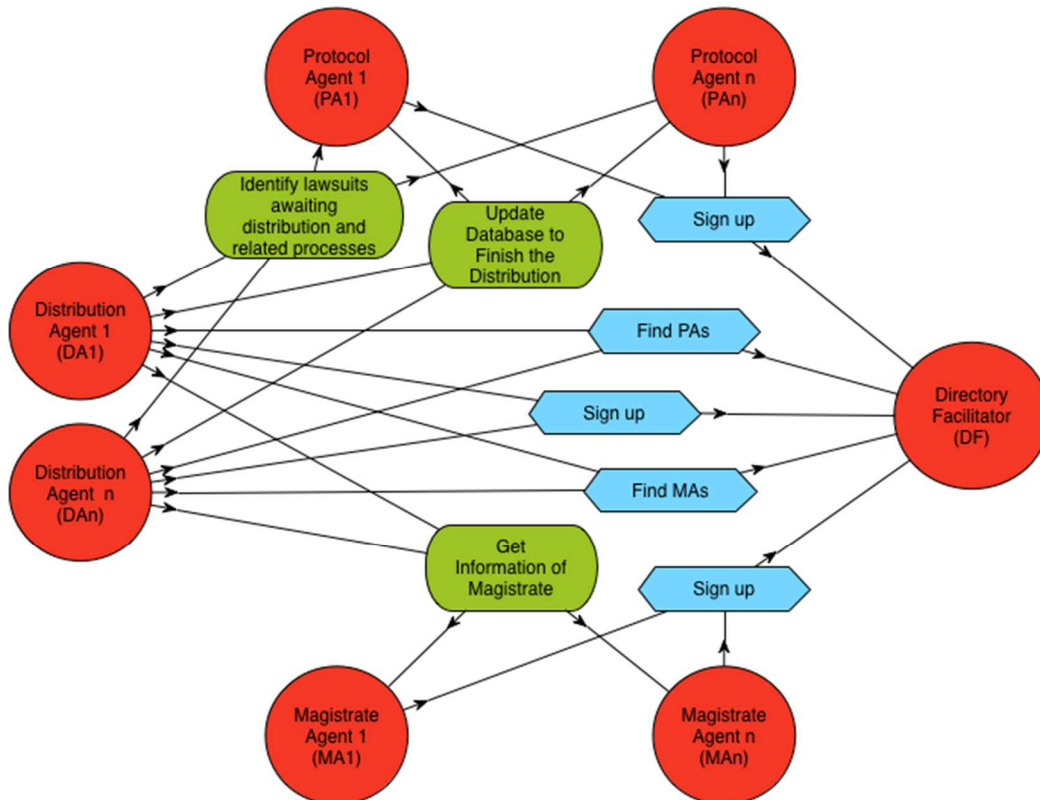 Protocol
Agent 1
(PA1)
Protocol
Agent n
(PAn)
Identify lawsuits
awaiting
distribution and
related processes
Update
Database to
Finish the
Distribution
Sign up
Distribution
Agent 1
(DA1)
Find PAs
Directory
Facilitator
(DF)
Sign up
Distribution
Agent n
(DAn)
Find MAs
Get
Information of
Magistrate
Sign up
Magistrate
Agent 1
(MA1)
Magistrate
Agent n
(MAn)